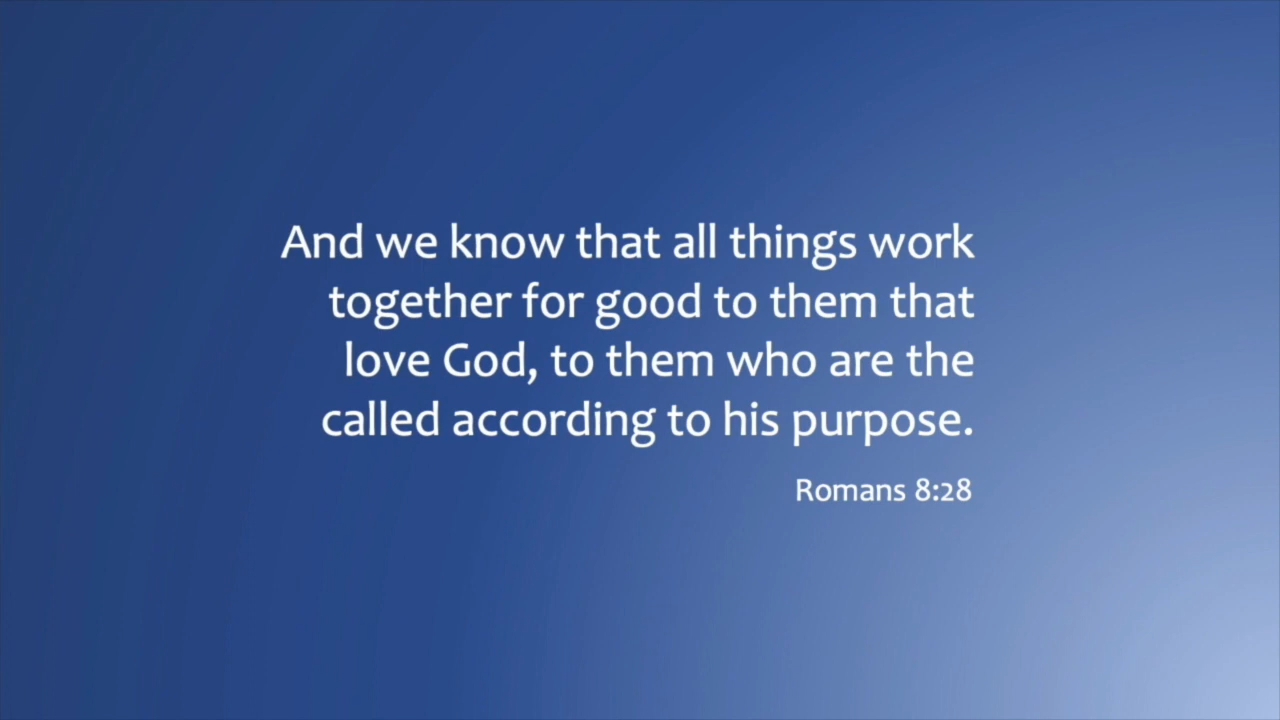 And we know that all things work
together for good to them that
love God, to them who are the
called according to his purpose.
Romans 8:28